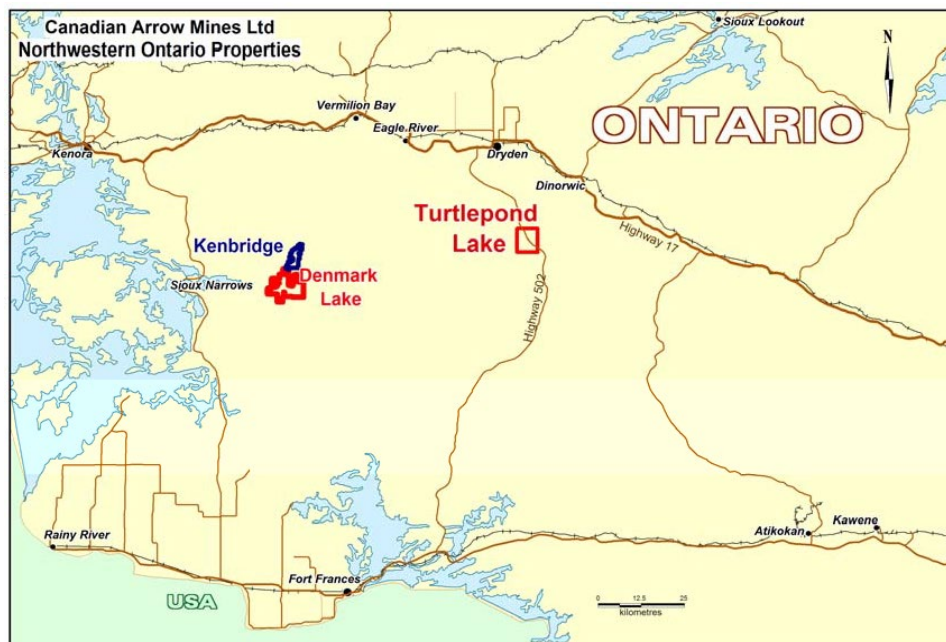 Canadian Arrow Mines Ltd
Northwestern Ontario Properties
Sioux Lookout
N
Vermilion Bay
ONTARIO
Eagle River
Kenora
Dryden
Dinorwic
Turtlepond
Lake
Highway 17
Kenbridge
Denmark
Lake
Sioux Narrows
Highway 502
Rainy River
Atikokan
Kawene
Fort Frances
USA
0 12.5 25
kilometres